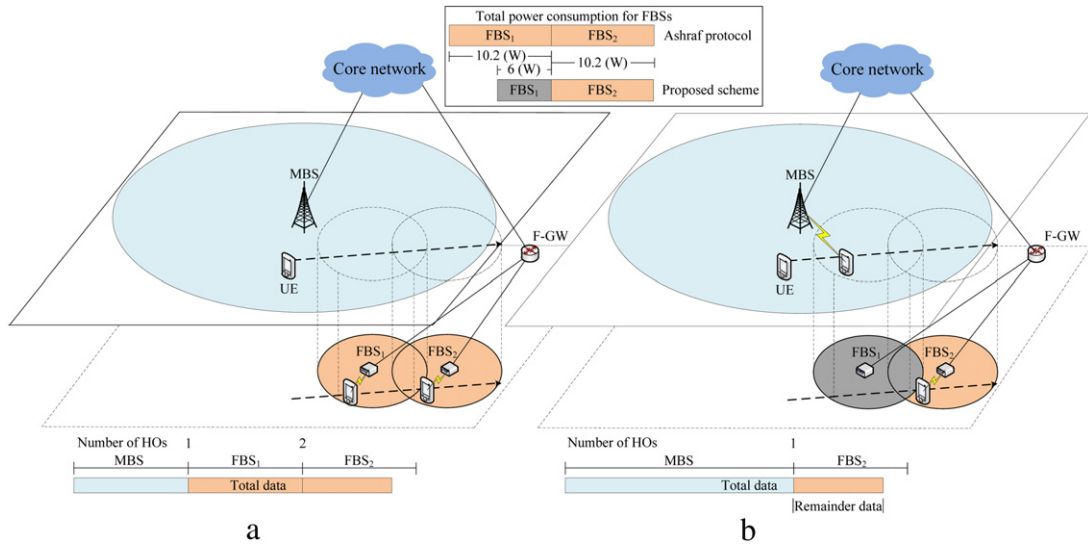 Total power consumption for FBSs
FBS₁ FBS₂ Ashraf protocol
10.2 (W)
6 (W) 10.2 (W)
FBS₁ FBS₂ Proposed scheme
Core network
MBS
UE
F-GW
FBS₁ FBS₂
Number of HOs 1 2
MBS FBS₁ FBS₂
Total data
a
Core network
MBS
UE
F-GW
FBS₁ FBS₂
Number of HOs 1
MBS FBS₂
Total data
Remainder data
b